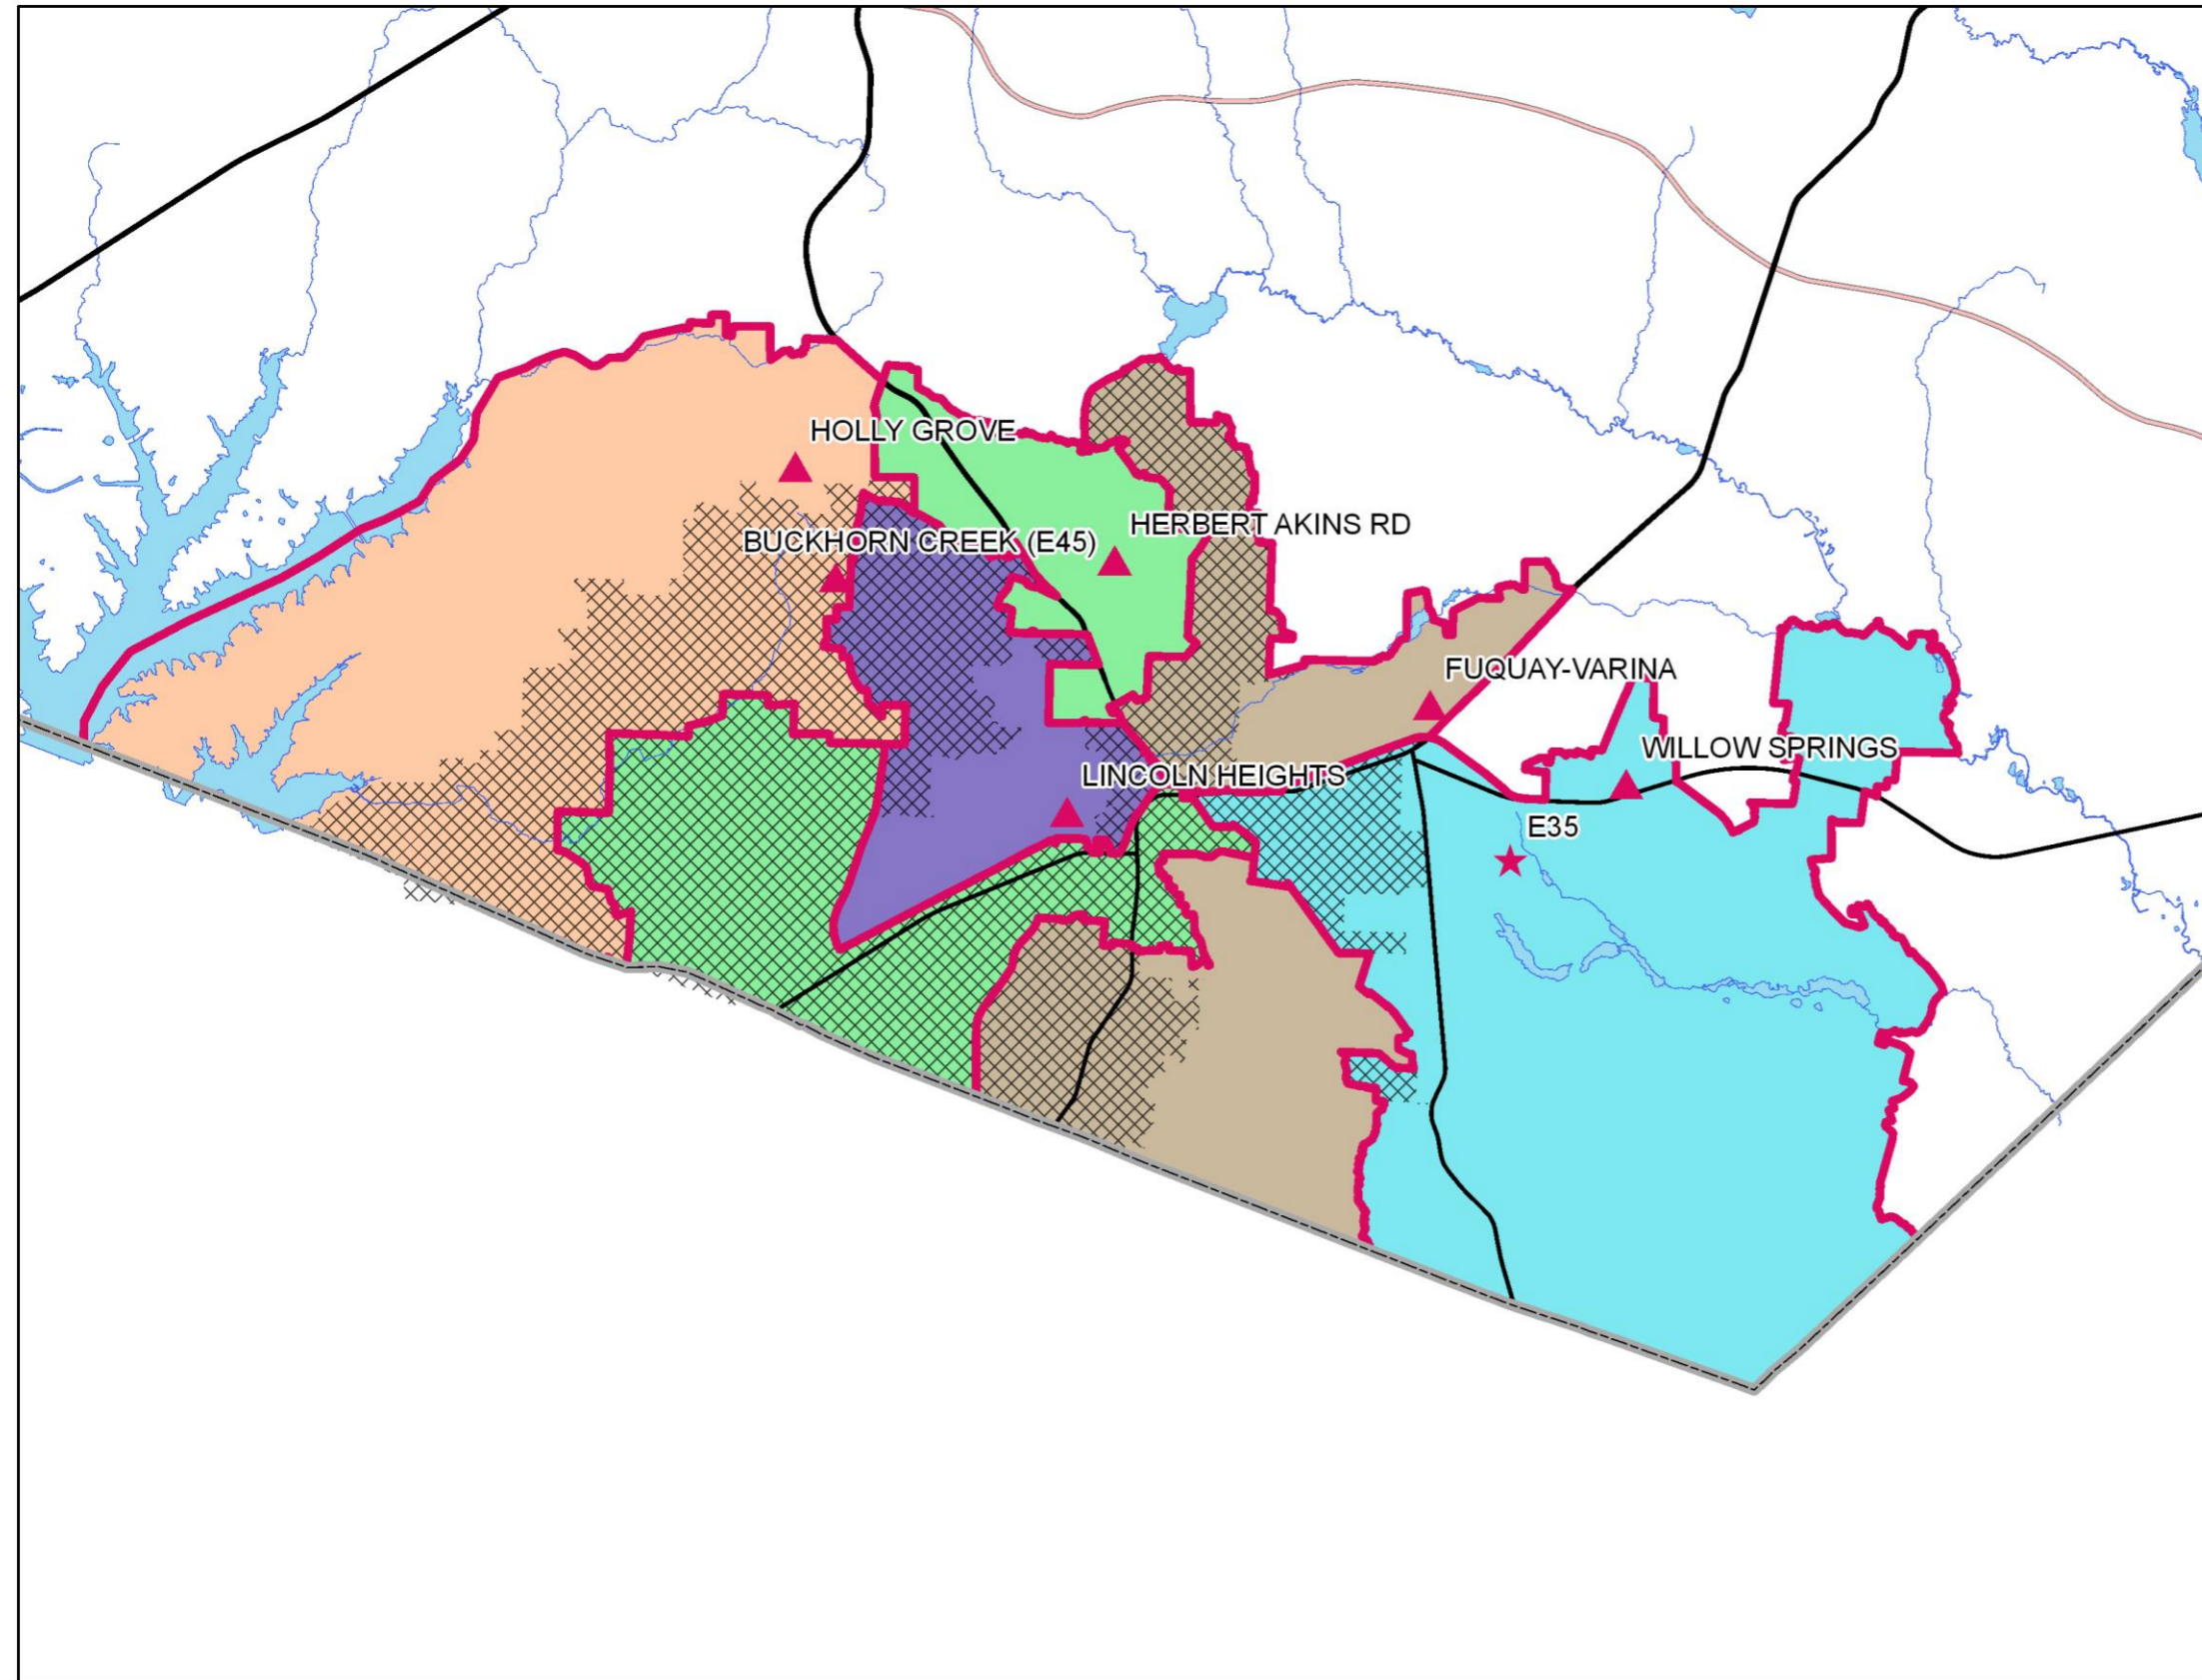 HOLLY GROVE
HERBERT AKINS RD
BUCKHORN CREEK (E45)
FUQUAY-VARINA
WILLOW SPRINGS
LINCOLN HEIGHTS
E35